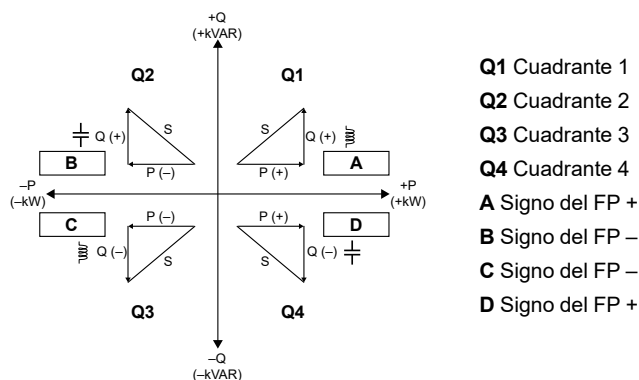 +Q
(+kVAR)
Q2
Q1
Q (+)
S
S
Q (+)
B
P (–)
P (+)
A
–P
(–kW)
+P
(+kW)
C
P (–)
P (+)
D
Q (–)
S
S
Q (–)
Q3
Q4
–Q
(–kVAR)
Q1 Cuadrante 1
Q2 Cuadrante 2
Q3 Cuadrante 3
Q4 Cuadrante 4
A Signo del FP +
B Signo del FP –
C Signo del FP –
D Signo del FP +